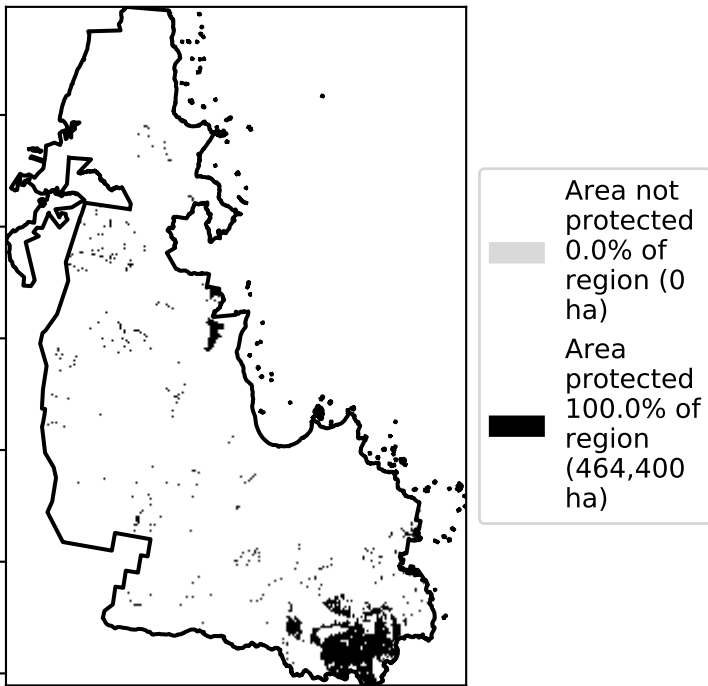 Area not
protected
0.0% of
region (0
ha)
Area
protected
100.0% of
region
(464,400
ha)